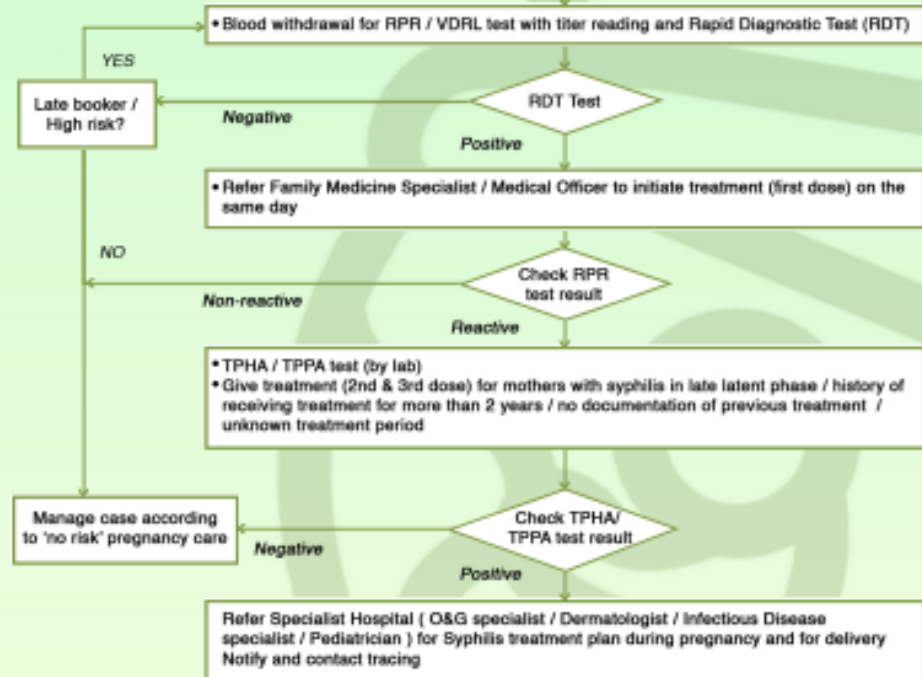 • Blood withdrawal for RPR / VDRL test with titer reading and Rapid Diagnostic Test (RDT)
YES
Late booker /
High risk?
RDT Test
Negative
Positive
• Refer Family Medicine Specialist / Medical Officer to initiate treatment (first dose) on the
same day
NO
Check RPR
test result
Non-reactive
Reactive
• TPHA / TPPA test (by lab)
• Give treatment (2nd & 3rd dose) for mothers with syphilis in late latent phase / history of
receiving treatment for more than 2 years / no documentation of previous treatment /
unknown treatment period
Manage case according
to 'no risk' pregnancy care
Check TPHA/
TPPA test result
Negative
Positive
Refer Specialist Hospital ( O&G specialist / Dermatologist / Infectious Disease
specialist / Pediatrician ) for Syphilis treatment plan during pregnancy and for delivery
Notify and contact tracing